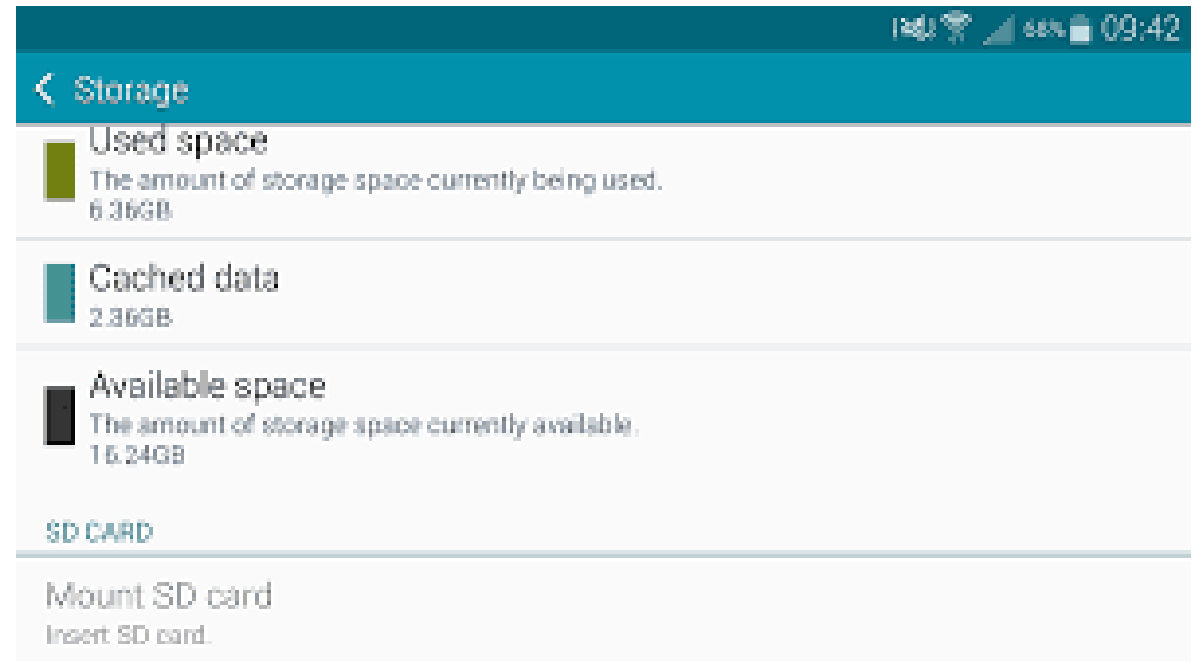 68% 09:42
Storage
Used space
The amount of storage space currently being used.
6.36GB
Cached data
2.36GB
Available space
The amount of storage space currently available.
16.24GB
SD CARD
Mount SD card
Insert SD card.